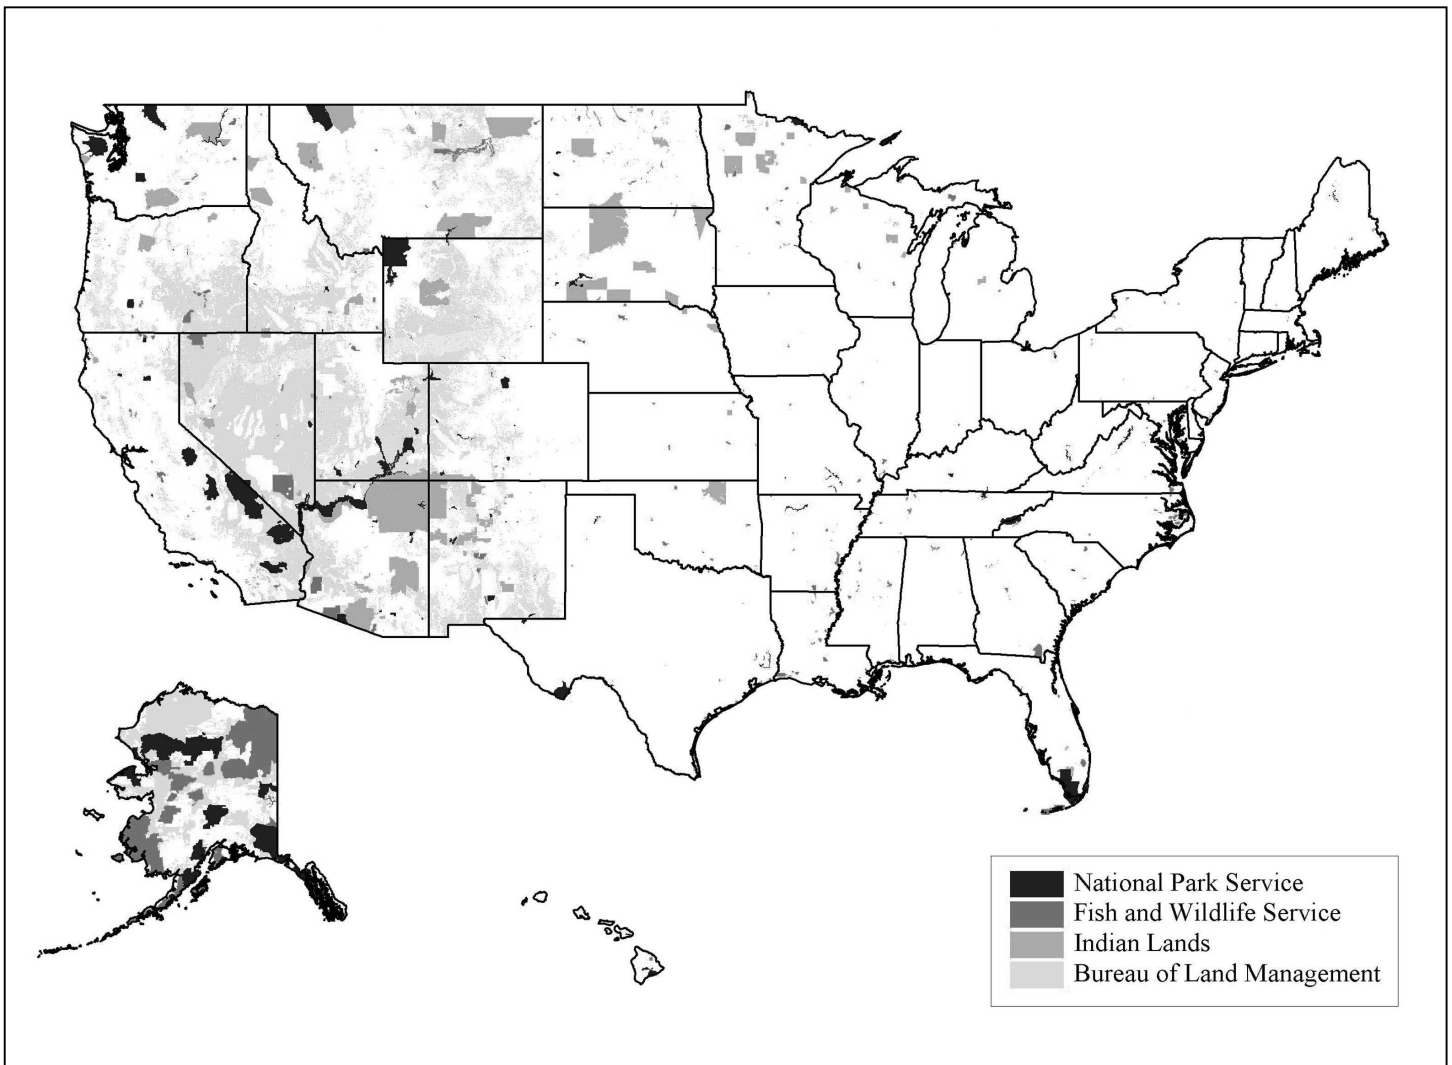 National Park Service
Fish and Wildlife Service
Indian Lands
Bureau of Land Management